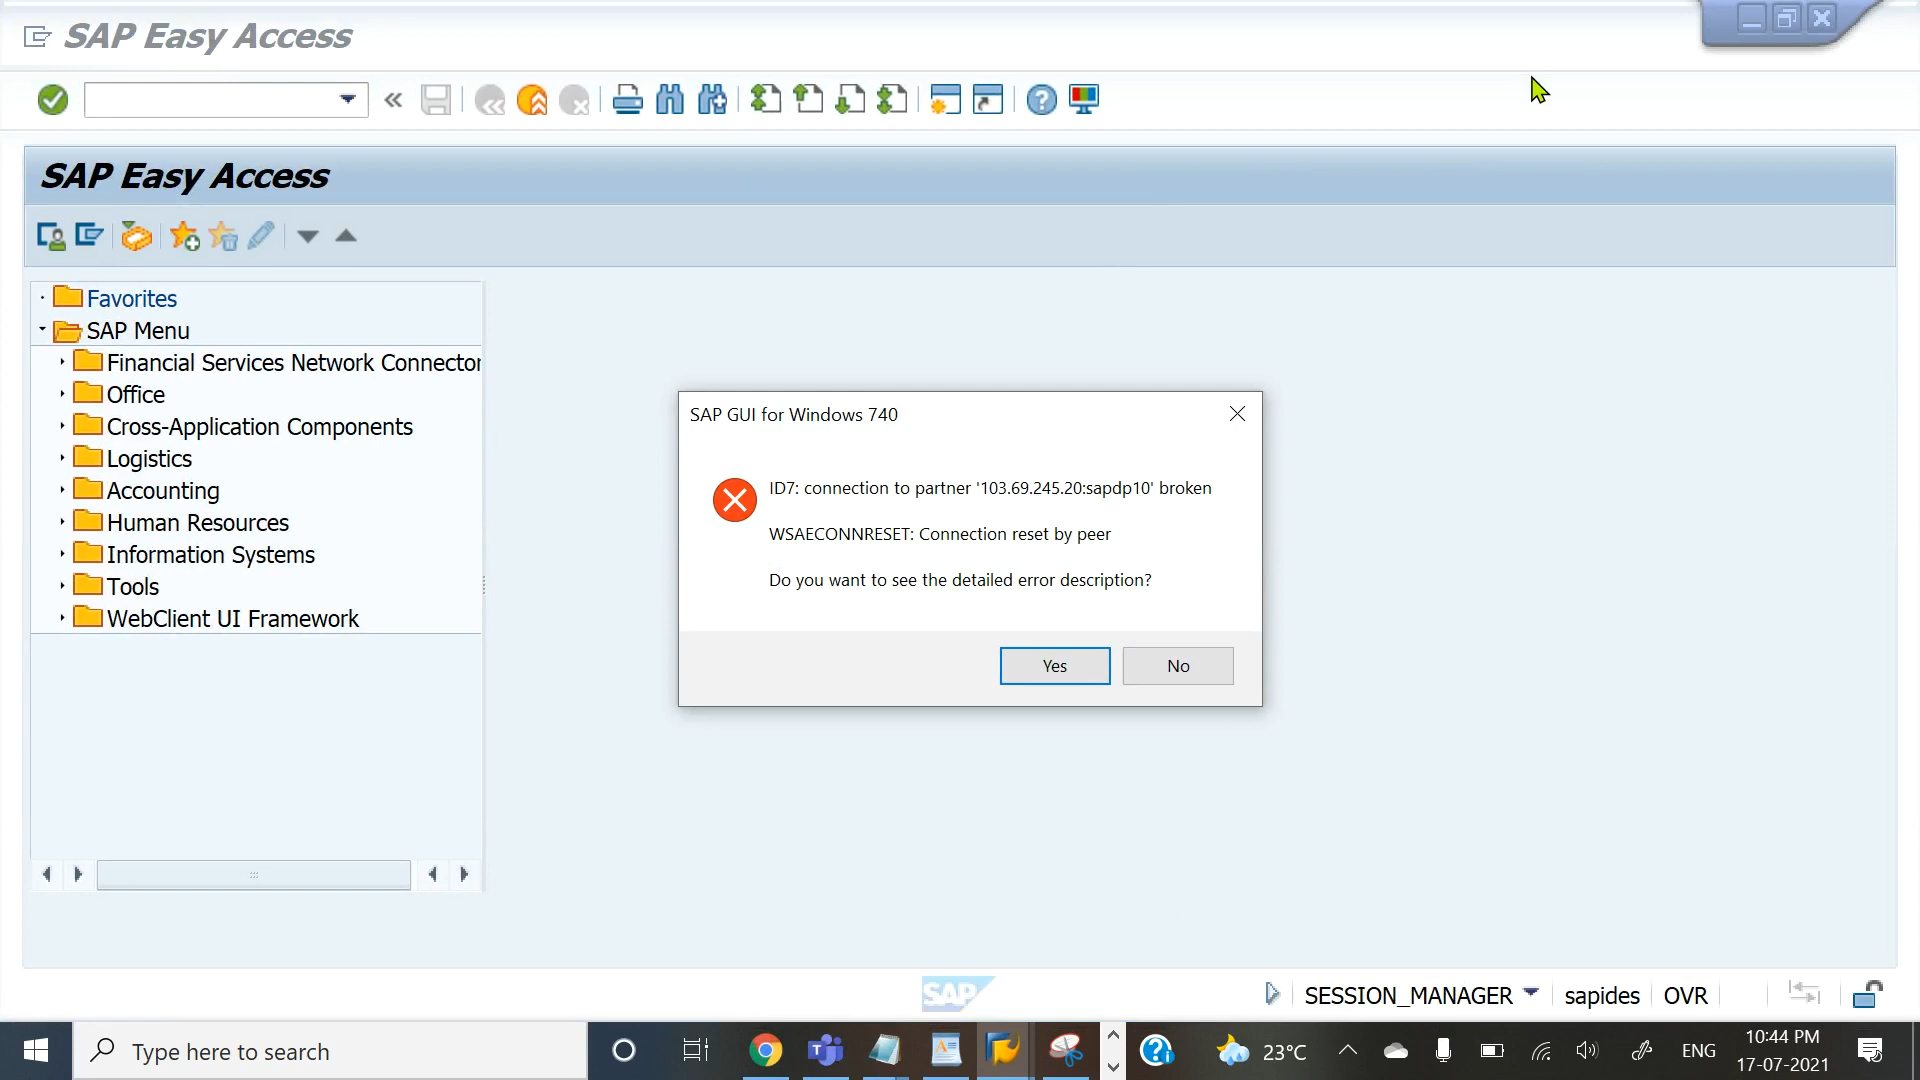 SAP Easy Access
SAP Easy Access
Favorites
SAP Menu
Financial Services Network Connector
Office
Cross-Application Components
Logistics
Accounting
Human Resources
Information Systems
Tools
WebClient UI Framework
SAP GUI for Windows 740
ID7: connection to partner '103.69.245.20:sapdp10' broken
WSAECONNRESET: Connection reset by peer
Do you want to see the detailed error description?
Yes No
SAP
SESSION_MANAGER sapides OVR
Type here to search
23°C ENG 10:44 PM
17-07-2021